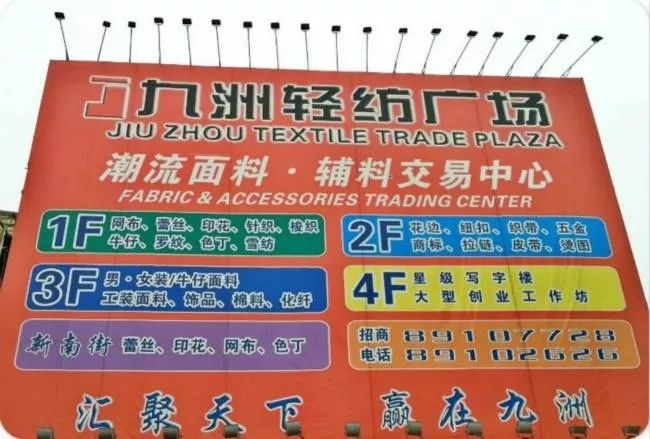 九洲轻纺广场
JIU ZHOU TEXTILE TRADE PLAZA
潮流面料·辅料交易中心
FABRIC & ACCESSORIES TRADING CENTER
1F 网布、蕾丝、印花、针织、梭织
牛仔、罗纹、色丁、雪纺
2F 花边、纽扣、织带、五金
商标、拉链、皮带、烫图
3F 男·女装/牛仔面料
工装面料、饰品、棉料、化纤
4F 星级写字楼
大型创业工作坊
新南街 蕾丝、印花、网布、色丁
招商 89107728
电话 89102626
汇聚天下 赢在九洲